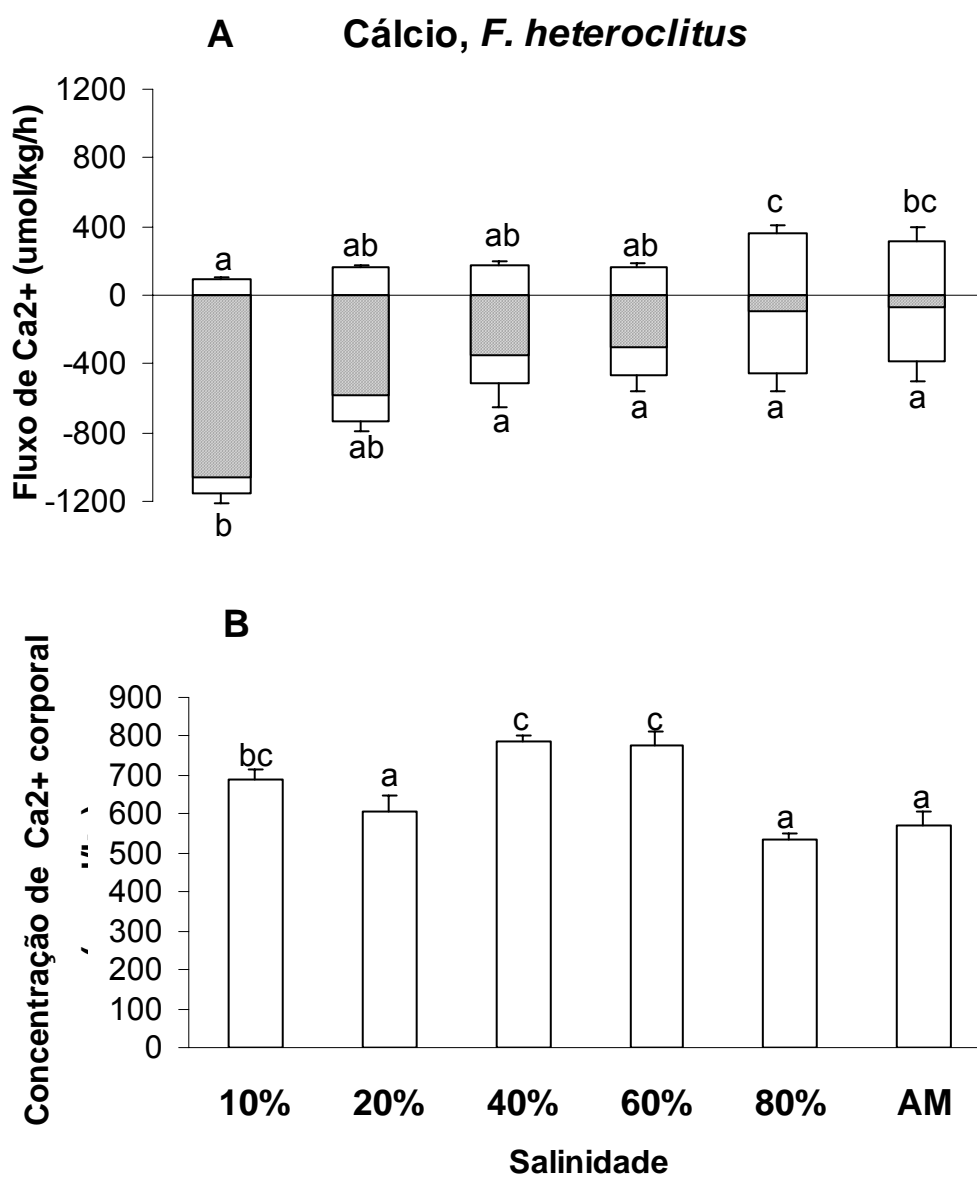 A Cálcio, F. heteroclitus
Fluxo de Ca2+ (umol/kg/h)
1200
800
400
0
-400
-800
-1200
a ab ab ab c bc
b ab a a a a
B
Concentração de Ca2+ corporal
900
800
700
600
500
400
300
200
100
0
bc a c c a a
10% 20% 40% 60% 80% AM
Salinidade